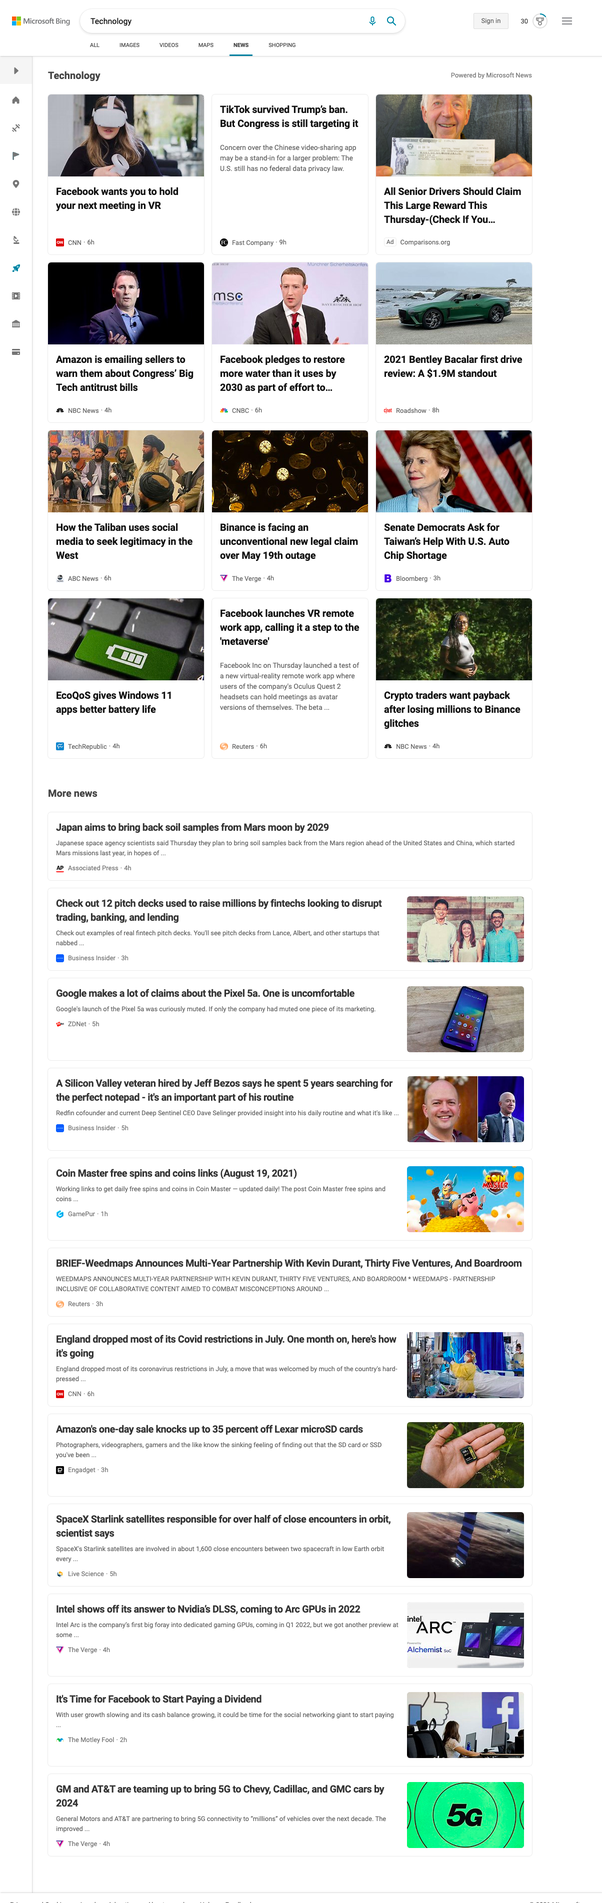 Microsoft Bing
Technology
Sign in
30
ALL
IMAGES
VIDEOS
MAPS
NEWS
SHOPPING
Technology
Powered by Microsoft News
Facebook wants you to hold
your next meeting in VR
CNN · 6h
TikTok survived Trump's ban.
But Congress is still targeting it
Concern over the Chinese video-sharing app
may be a stand-in for a larger problem: The
U.S. still has no federal data privacy law.
Fast Company · 9h
All Senior Drivers Should Claim
This Large Reward This
Thursday-(Check If You...
Ad Comparisons.org
Amazon is emailing sellers to
warn them about Congress' Big
Tech antitrust bills
NBC News · 4h
msc
Facebook pledges to restore
more water than it uses by
2030 as part of effort to...
CNBC · 6h
2021 Bentley Bacalar first drive
review: A $1.9M standout
Roadshow · 8h
How the Taliban uses social
media to seek legitimacy in the
West
ABC News · 6h
Binance is facing an
unconventional new legal claim
over May 19th outage
The Verge · 4h
Senate Democrats Ask for
Taiwan's Help With U.S. Auto
Chip Shortage
Bloomberg · 3h
EcoQoS gives Windows 11
apps better battery life
TechRepublic · 4h
Facebook launches VR remote
work app, calling it a step to the
'metaverse'
Facebook Inc on Thursday launched a test of
a new virtual-reality remote work app where
users of the company's Oculus Quest 2
headsets can hold meetings as avatar
versions of themselves. The beta ...
Reuters · 6h
Crypto traders want payback
after losing millions to Binance
glitches
NBC News · 4h
More news
Japan aims to bring back soil samples from Mars moon by 2029
Japanese space agency scientists said Thursday they plan to bring soil samples back from the Mars region ahead of the United States and China, which started
Mars missions last year, in hopes of ...
AP Associated Press · 4h
Check out 12 pitch decks used to raise millions by fintechs looking to disrupt
trading, banking, and lending
Check out examples of real fintech pitch decks. You'll see pitch decks from Lance, Albert, and other startups that
nabbed ...
Business Insider · 3h
Google makes a lot of claims about the Pixel 5a. One is uncomfortable
Google's launch of the Pixel 5a was curiously muted. If only the company had muted one piece of its marketing.
ZDNet · 5h
A Silicon Valley veteran hired by Jeff Bezos says he spent 5 years searching for
the perfect notepad - it's an important part of his routine
Redfin cofounder and current Deep Sentinel CEO Dave Selinger provided insight into his daily routine and what it's like ...
Business Insider · 5h
Coin Master free spins and coins links (August 19, 2021)
Working links to get daily free spins and coins in Coin Master — updated daily! The post Coin Master free spins and
coins ...
GamePur · 1h
COIN
MASTER
BRIEF-Weedmaps Announces Multi-Year Partnership With Kevin Durant, Thirty Five Ventures, And Boardroom
WEEDMAPS ANNOUNCES MULTI-YEAR PARTNERSHIP WITH KEVIN DURANT, THIRTY FIVE VENTURES, AND BOARDROOM * WEEDMAPS - PARTNERSHIP
INCLUSIVE OF COLLABORATIVE CONTENT AIMED TO COMBAT MISCONCEPTIONS AROUND ...
Reuters · 3h
England dropped most of its Covid restrictions in July. One month on, here's how
it's going
England dropped most of its coronavirus restrictions in July, a move that was welcomed by much of the country's hard-
pressed ...
CNN · 6h
Amazon's one-day sale knocks up to 35 percent off Lexar microSD cards
Photographers, videographers, gamers and the like know the sinking feeling of finding out that the SD card or SSD
you've been ...
Engadget · 3h
SpaceX Starlink satellites responsible for over half of close encounters in orbit,
scientist says
SpaceX's Starlink satellites are involved in about 1,600 close encounters between two spacecraft in low Earth orbit
every ...
Live Science · 5h
Intel shows off its answer to Nvidia's DLSS, coming to Arc GPUs in 2022
Intel Arc is the company's first big foray into dedicated gaming GPUs, coming in Q1 2022, but we got another preview at
some ...
The Verge · 4h
intel
ARC
Alchemist SoC
It's Time for Facebook to Start Paying a Dividend
With user growth slowing and its cash balance growing, it could be time for the social networking giant to start paying
...
The Motley Fool · 2h
GM and AT&T are teaming up to bring 5G to Chevy, Cadillac, and GMC cars by
2024
General Motors and AT&T are partnering to bring 5G connectivity to "millions" of vehicles over the next decade. The
improved ...
The Verge · 4h
5G